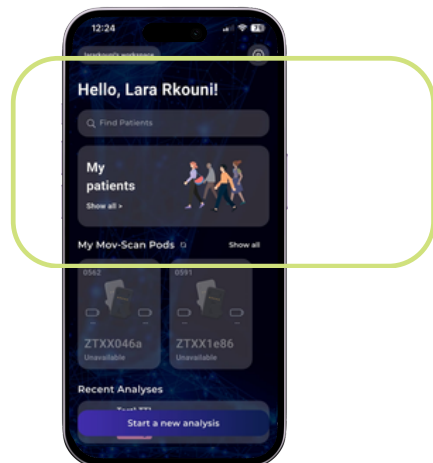 12:24
Hello, Lara Rkouni!
Find Patients
My
patients
Show all >
My Mov-Scan Pods
Show all
0562
0591
ZTXX046a
ZTXX1e86
Unavailable
Unavailable
Recent Analyses
Start a new analysis